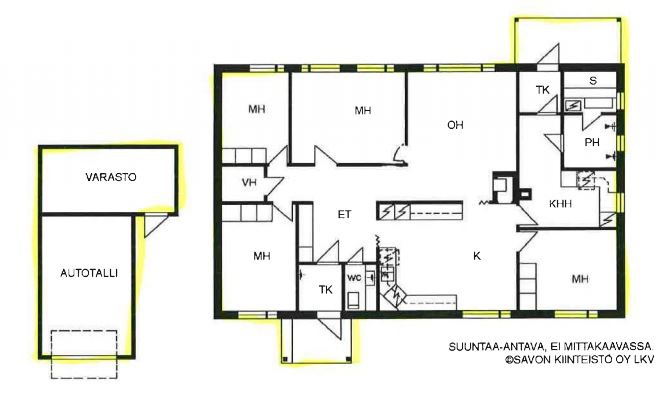 MH
MH
OH
TK
S
PH
VH
KHH
ET
MH
K
MH
TK
WC
VARASTO
AUTOTALLI
SUUNTAA-ANTAVA, EI MITTAKAAVASSA.
©SAVON KIINTEISTÖ OY LKV